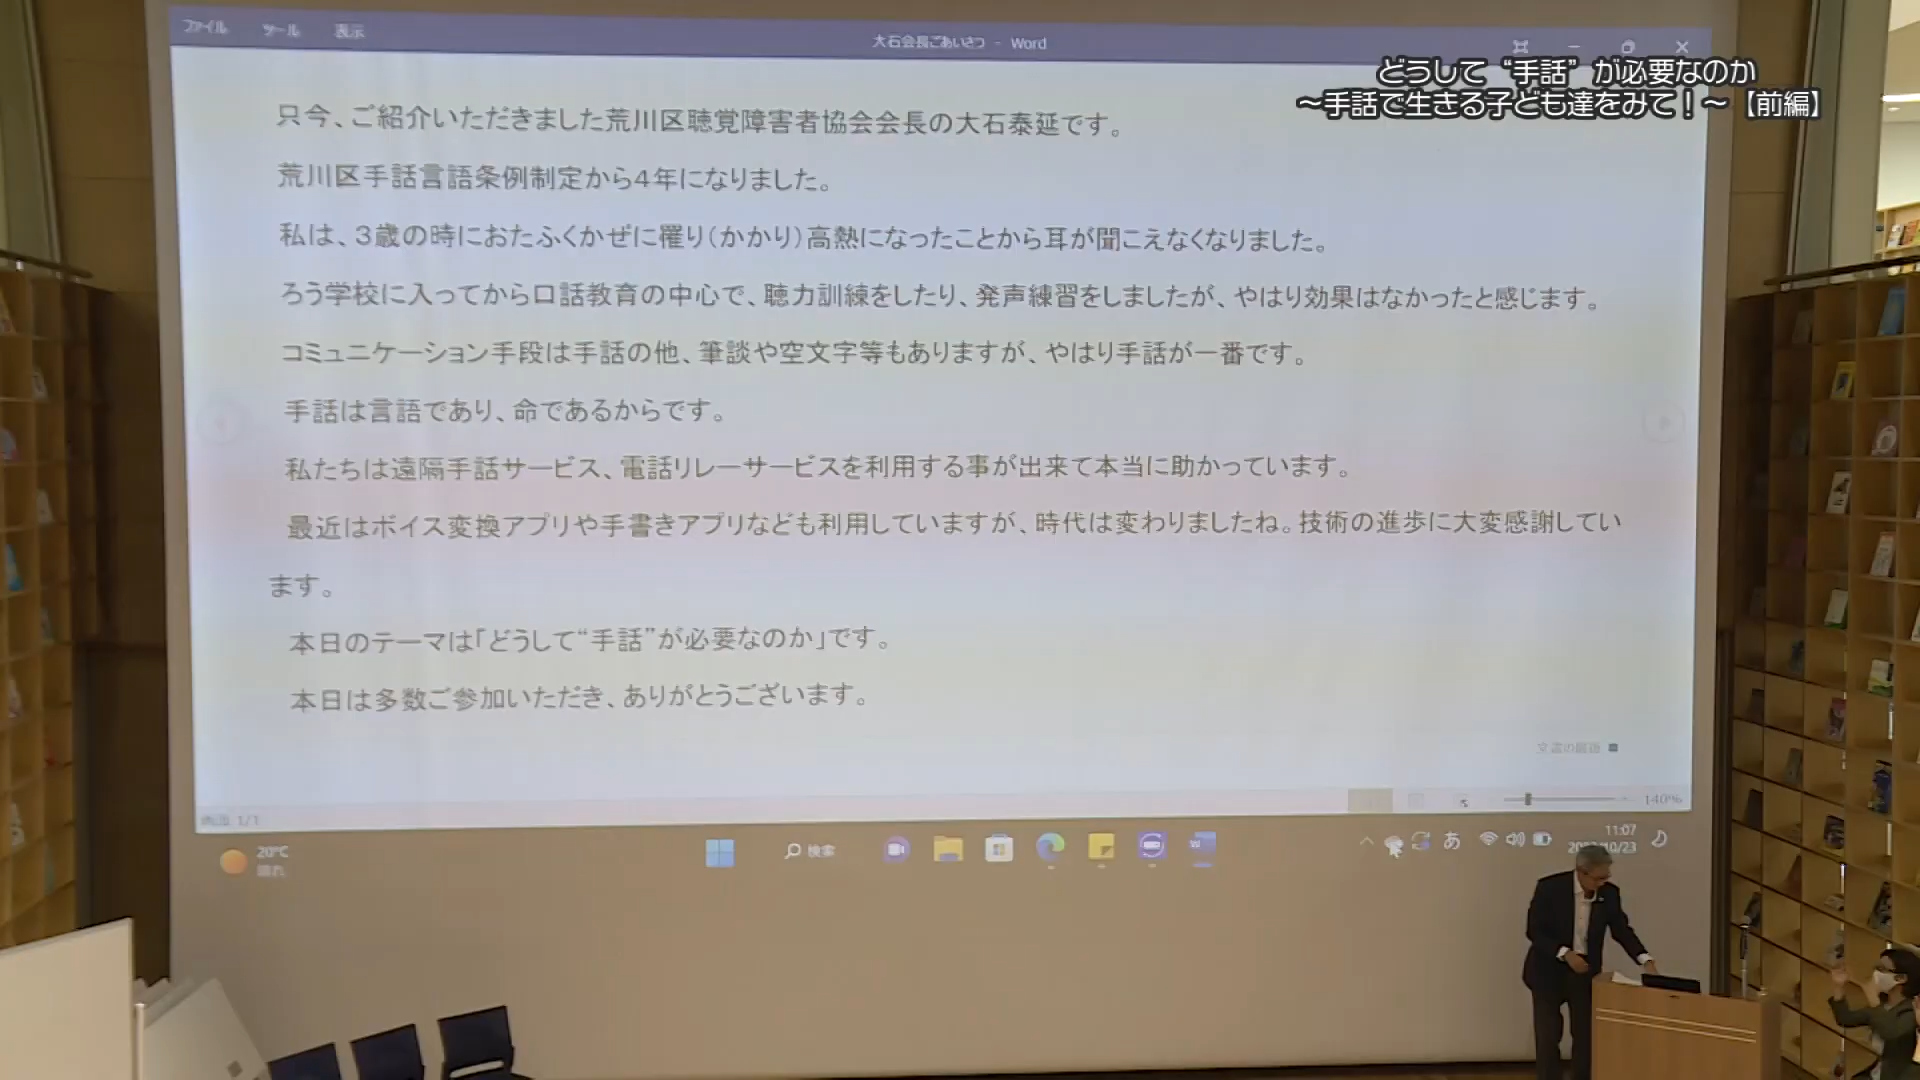 ファイル ツール 表示
大石会長ごあいさつ - Word
どうして“手話”が必要なのか
～手話で生きる子ども達をみて！～【前編】
只今、ご紹介いただきました荒川区聴覚障害者協会会長の大石泰延です。
荒川区手話言語条例制定から4年になりました。
私は、3歳の時におたふくかぜに罹り(かかり)高熱になったことから耳が聞こえなくなりました。
ろう学校に入ってから口話教育の中心で、聴力訓練をしたり、発声練習をしましたが、やはり効果はなかったと感じます。
コミュニケーション手段は手話の他、筆談や空文字等もありますが、やはり手話が一番です。
手話は言語であり、命であるからです。
私たちは遠隔手話サービス、電話リレーサービスを利用する事が出来て本当に助かっています。
最近はボイス変換アプリや手書きアプリなども利用していますが、時代は変わりましたね。技術の進歩に大変感謝してい
ます。
本日のテーマは「どうして“手話”が必要なのか」です。
本日は多数ご参加いただき、ありがとうございます。
文書の最後
1/1
140%
20°C
晴れ
検索
あ
11:07
10/23